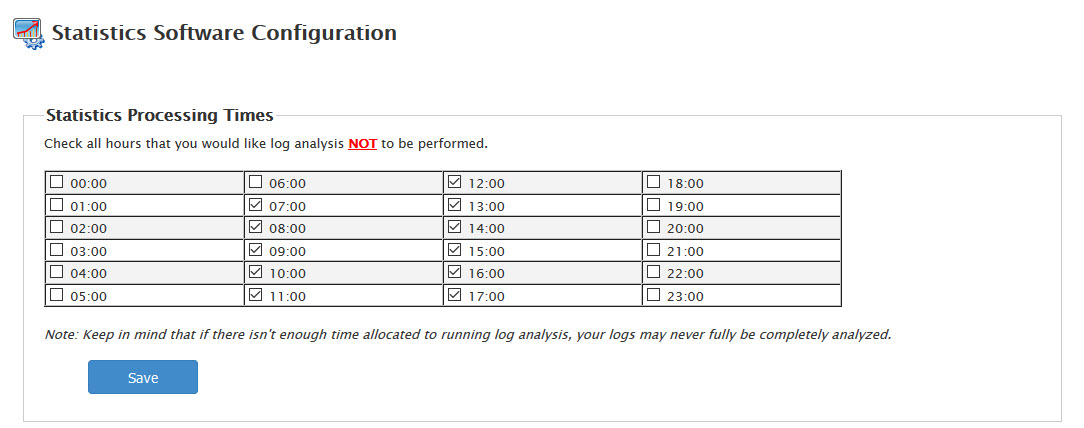 Statistics Software Configuration
Statistics Processing Times
Check all hours that you would like log analysis NOT to be performed.
00:00 06:00 12:00 18:00
01:00 07:00 13:00 19:00
02:00 08:00 14:00 20:00
03:00 09:00 15:00 21:00
04:00 10:00 16:00 22:00
05:00 11:00 17:00 23:00
Note: Keep in mind that if there isn't enough time allocated to running log analysis, your logs may never fully be completely analyzed.
Save